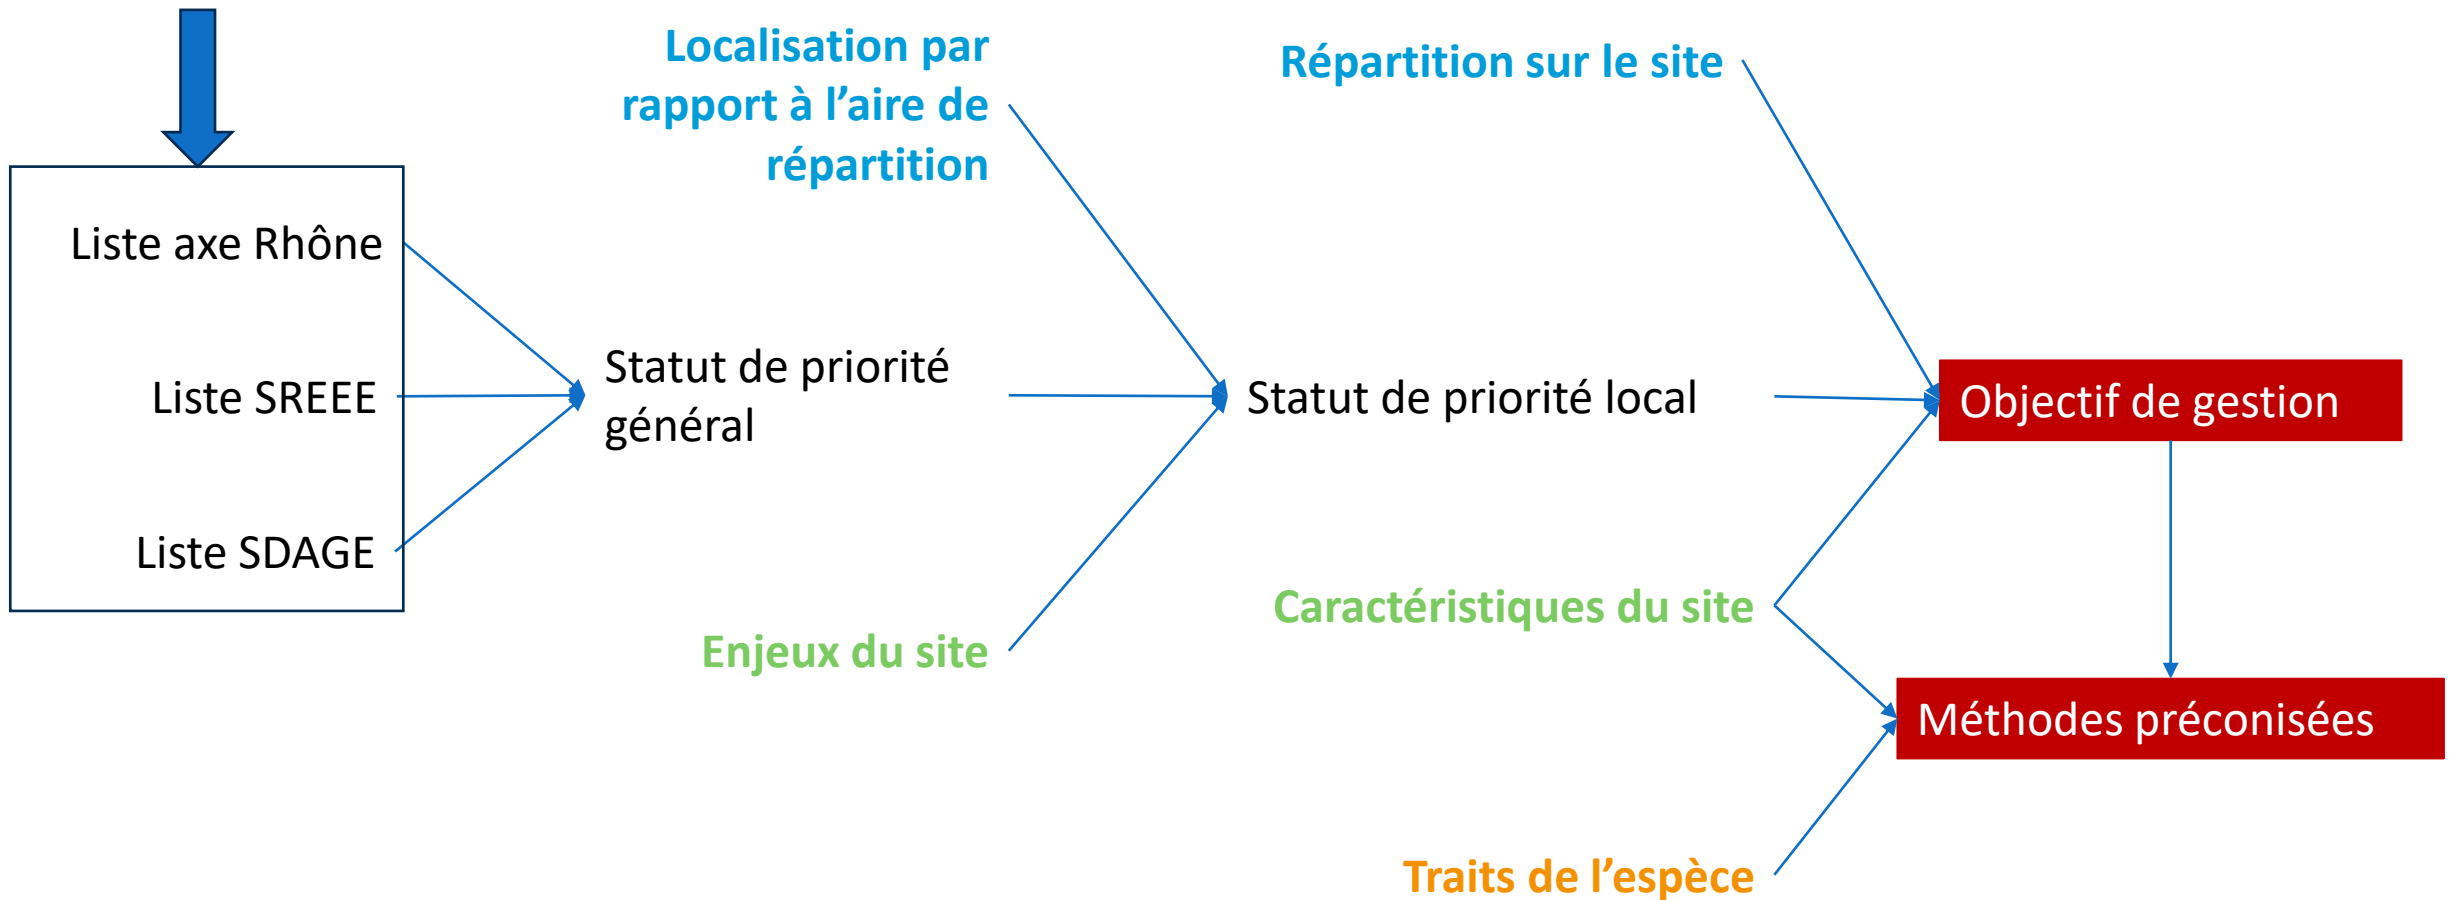 Localisation par
rapport à l’aire de
répartition
Répartition sur le site
Liste axe Rhône
Liste SREEE
Liste SDAGE
Statut de priorité
général
Statut de priorité local
Objectif de gestion
Enjeux du site
Caractéristiques du site
Méthodes préconisées
Traits de l’espèce